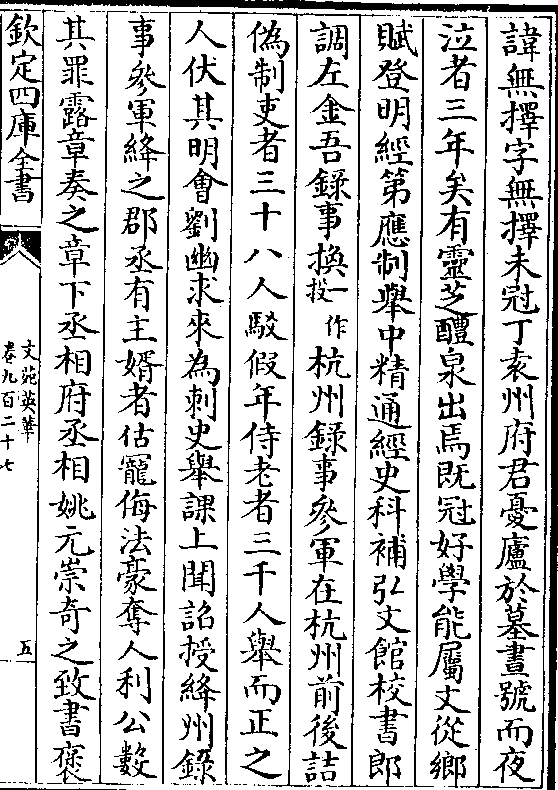 諱無擇字無擇未冠丁袁州府君憂廬於墓晝號而夜
泣者三年矣有靈芝醴泉出焉既冠好學能屬文從鄉
賦登明經第應制舉中精通經史科補弘文館校書郎
調左金吾錄事換一作投杭州錄事參軍在杭州前後詰
偽制吏者三十八人駁假年侍老者三千人舉而正之
人伏其明會劉幽求來為刺史舉課上聞詔授絳州錄
事參軍絳之郡丞有主婿者估寵侮法豪奪人利公數
其罪露章奏之章下丞相府丞相姚元崇奇之致書褒
欽定四庫全書
文苑英華
卷九百二十七
五